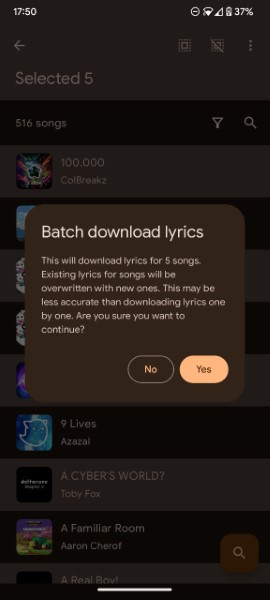 17:50
37%
Selected 5
516 songs
100.000
ColBreakz
Batch download lyrics
This will download lyrics for 5 songs.
Existing lyrics for songs will be
overwritten with new ones. This may be
less accurate than downloading lyrics one
by one. Are you sure you want to
continue?
No
Yes
9 Lives
Azazal
deltarune
A CYBER'S WORLD?
Toby Fox
A Familiar Room
Aaron Cherof
A Real Boy!